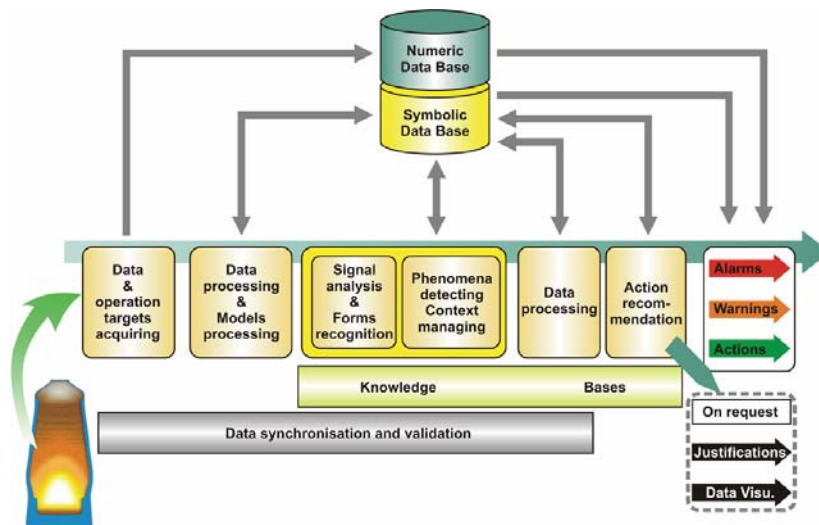 Numeric
Data Base
Symbolic
Data Base
Data
&
operation
targets
acquiring
Data
processing
&
Models
processing
Signal
analysis
&
Forms
recognition
Phenomena
detecting
Context
managing
Data
processing
Action
recom-
mendation
Alarms
Warnings
Actions
Knowledge Bases
Data synchronisation and validation
On request
Justifications
Data Visu.